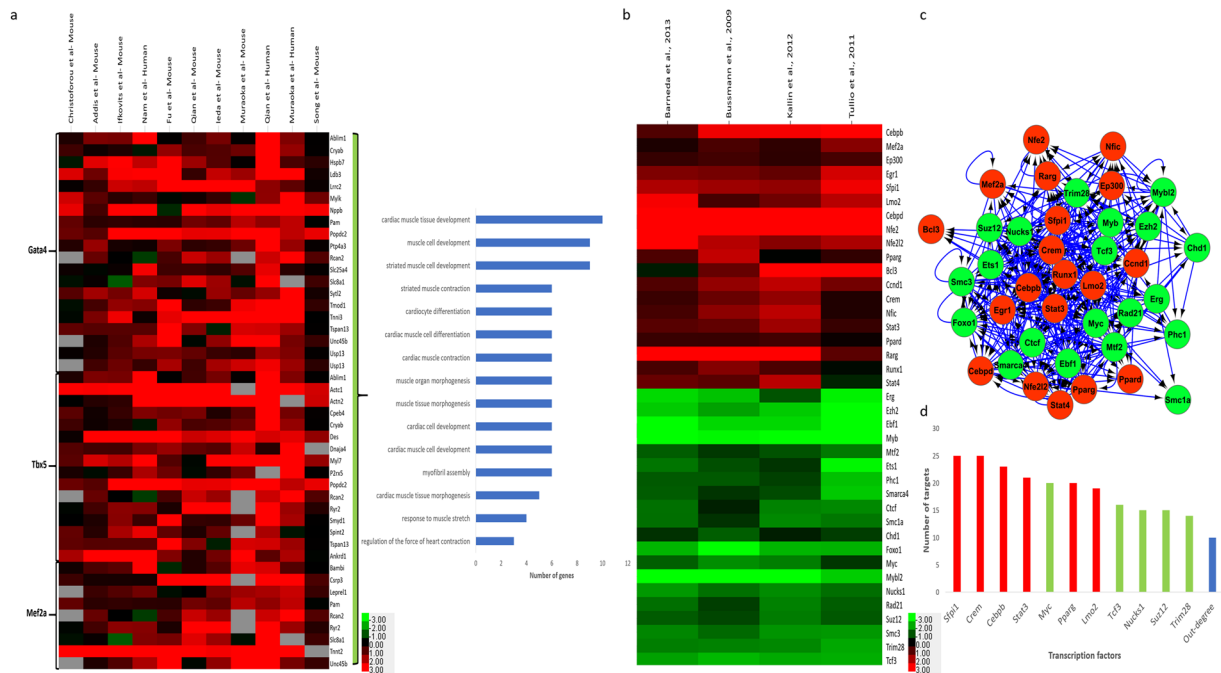 a
b
c
Christoforou et al- Mouse
Addis et al- Mouse
Ifkovits et al- Mouse
Nam et al- Human
Fu et al- Mouse
Qian et al- Mouse
Ieda et al- Mouse
Muraoka et al- Mouse
Qian et al- Human
Muraoka et al- Human
Song et al- Mouse
Gata4
Tbx5
Mef2a
Ablim1
Cryab
Hspb7
Ldb3
Lrrc2
Mylk
Nppb
Pam
Popdc2
Ptp4a3
Rcan2
Slc25a4
Slc8a1
Sytl2
Tmod1
Tnni3
Tspan13
Unc45b
Usp13
Usp13
Ablim1
Actc1
Actn2
Cpeb4
Cryab
Des
Dnaja4
Myl7
P2rx5
Popdc2
Rcan2
Ryr2
Smyd1
Spint2
Tspan13
Ankrd1
Bambi
Csrp3
Leprel1
Pam
Rcan2
Ryr2
Slc8a1
Tnnt2
Unc45b
-3.00
-2.00
-1.00
0.00
1.00
2.00
3.00
cardiac muscle tissue development
muscle cell development
striated muscle cell development
striated muscle contraction
cardiocyte differentiation
cardiac muscle cell differentiation
cardiac muscle contraction
muscle organ morphogenesis
muscle tissue morphogenesis
cardiac cell development
cardiac muscle cell development
myofibril assembly
cardiac muscle tissue morphogenesis
response to muscle stretch
regulation of the force of heart contraction
0 2 4 6 8 10 12
Number of genes
Barneda et al., 2013
Bussmann et al., 2009
Kallin et al., 2012
Tullio et al., 2011
Cebpb
Mef2a
Ep300
Egr1
Sfpi1
Lmo2
Cebpd
Nfe2
Nfe2l2
Pparg
Bcl3
Ccnd1
Crem
Nfic
Stat3
Ppard
Rarg
Runx1
Stat4
Erg
Ezh2
Ebf1
Myb
Mtf2
Ets1
Phc1
Smarca4
Ctcf
Smc1a
Chd1
Foxo1
Myc
Mybl2
Nucks1
Rad21
Suz12
Smc3
Trim28
Tcf3
-3.00
-2.00
-1.00
0.00
1.00
2.00
3.00
Nfe2
Nfic
Mef2a
Rarg
Ep300
Trim28
Mybl2
Bcl3
Suz12
Nucks1
Sfpi1
Myb
Ezh2
Chd1
Ets1
Crem
Tcf3
Ccnd1
Smc3
Cebpb
Runx1
Lmo2
Erg
Foxo1
Egr1
Stat3
Myc
Rad21
Phc1
Ctcf
Mtf2
Cebpd
Smarca
Ebf1
Nfe2l2
Pparg
Ppard
Stat4
Smc1a
d
Number of targets
30
25
20
15
10
5
0
Sfpi1
Crem
Cebpb
Stat3
Myc
Pparg
Lmo2
Tcf3
Nucks1
Suz12
Trim28
Out-degree
Transcription factors